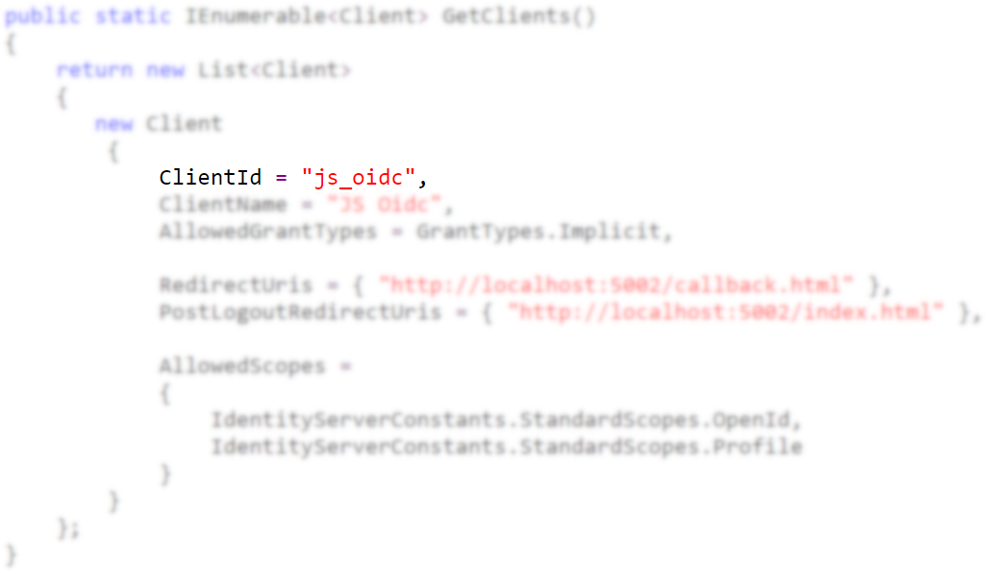 public static IEnumerable<Client> GetClients()
{
return new List<Client>
{
new Client
{
ClientId = "js_oidc",
ClientName = "JS Oidc",
AllowedGrantTypes = GrantTypes.Implicit,
RedirectUris = { "http://localhost:5002/callback.html" },
PostLogoutRedirectUris = { "http://localhost:5002/index.html" },
AllowedScopes =
{
IdentityServerConstants.StandardScopes.OpenId,
IdentityServerConstants.StandardScopes.Profile
}
}
};
}